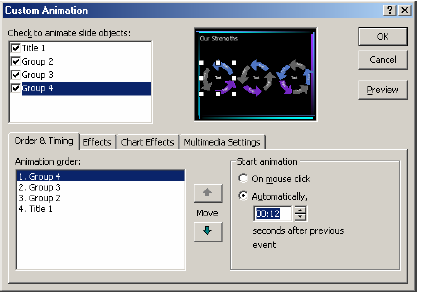 Custom Animation
Check to animate slide objects:
Title 1
Group 2
Group 3
Group 4
Our Strengths
OK
Cancel
Preview
Order & Timing
Effects
Chart Effects
Multimedia Settings
Animation order:
1. Group 4
2. Group 3
3. Group 2
4. Title 1
Move
Start animation
On mouse click
Automatically,
00:12
seconds after previous
event